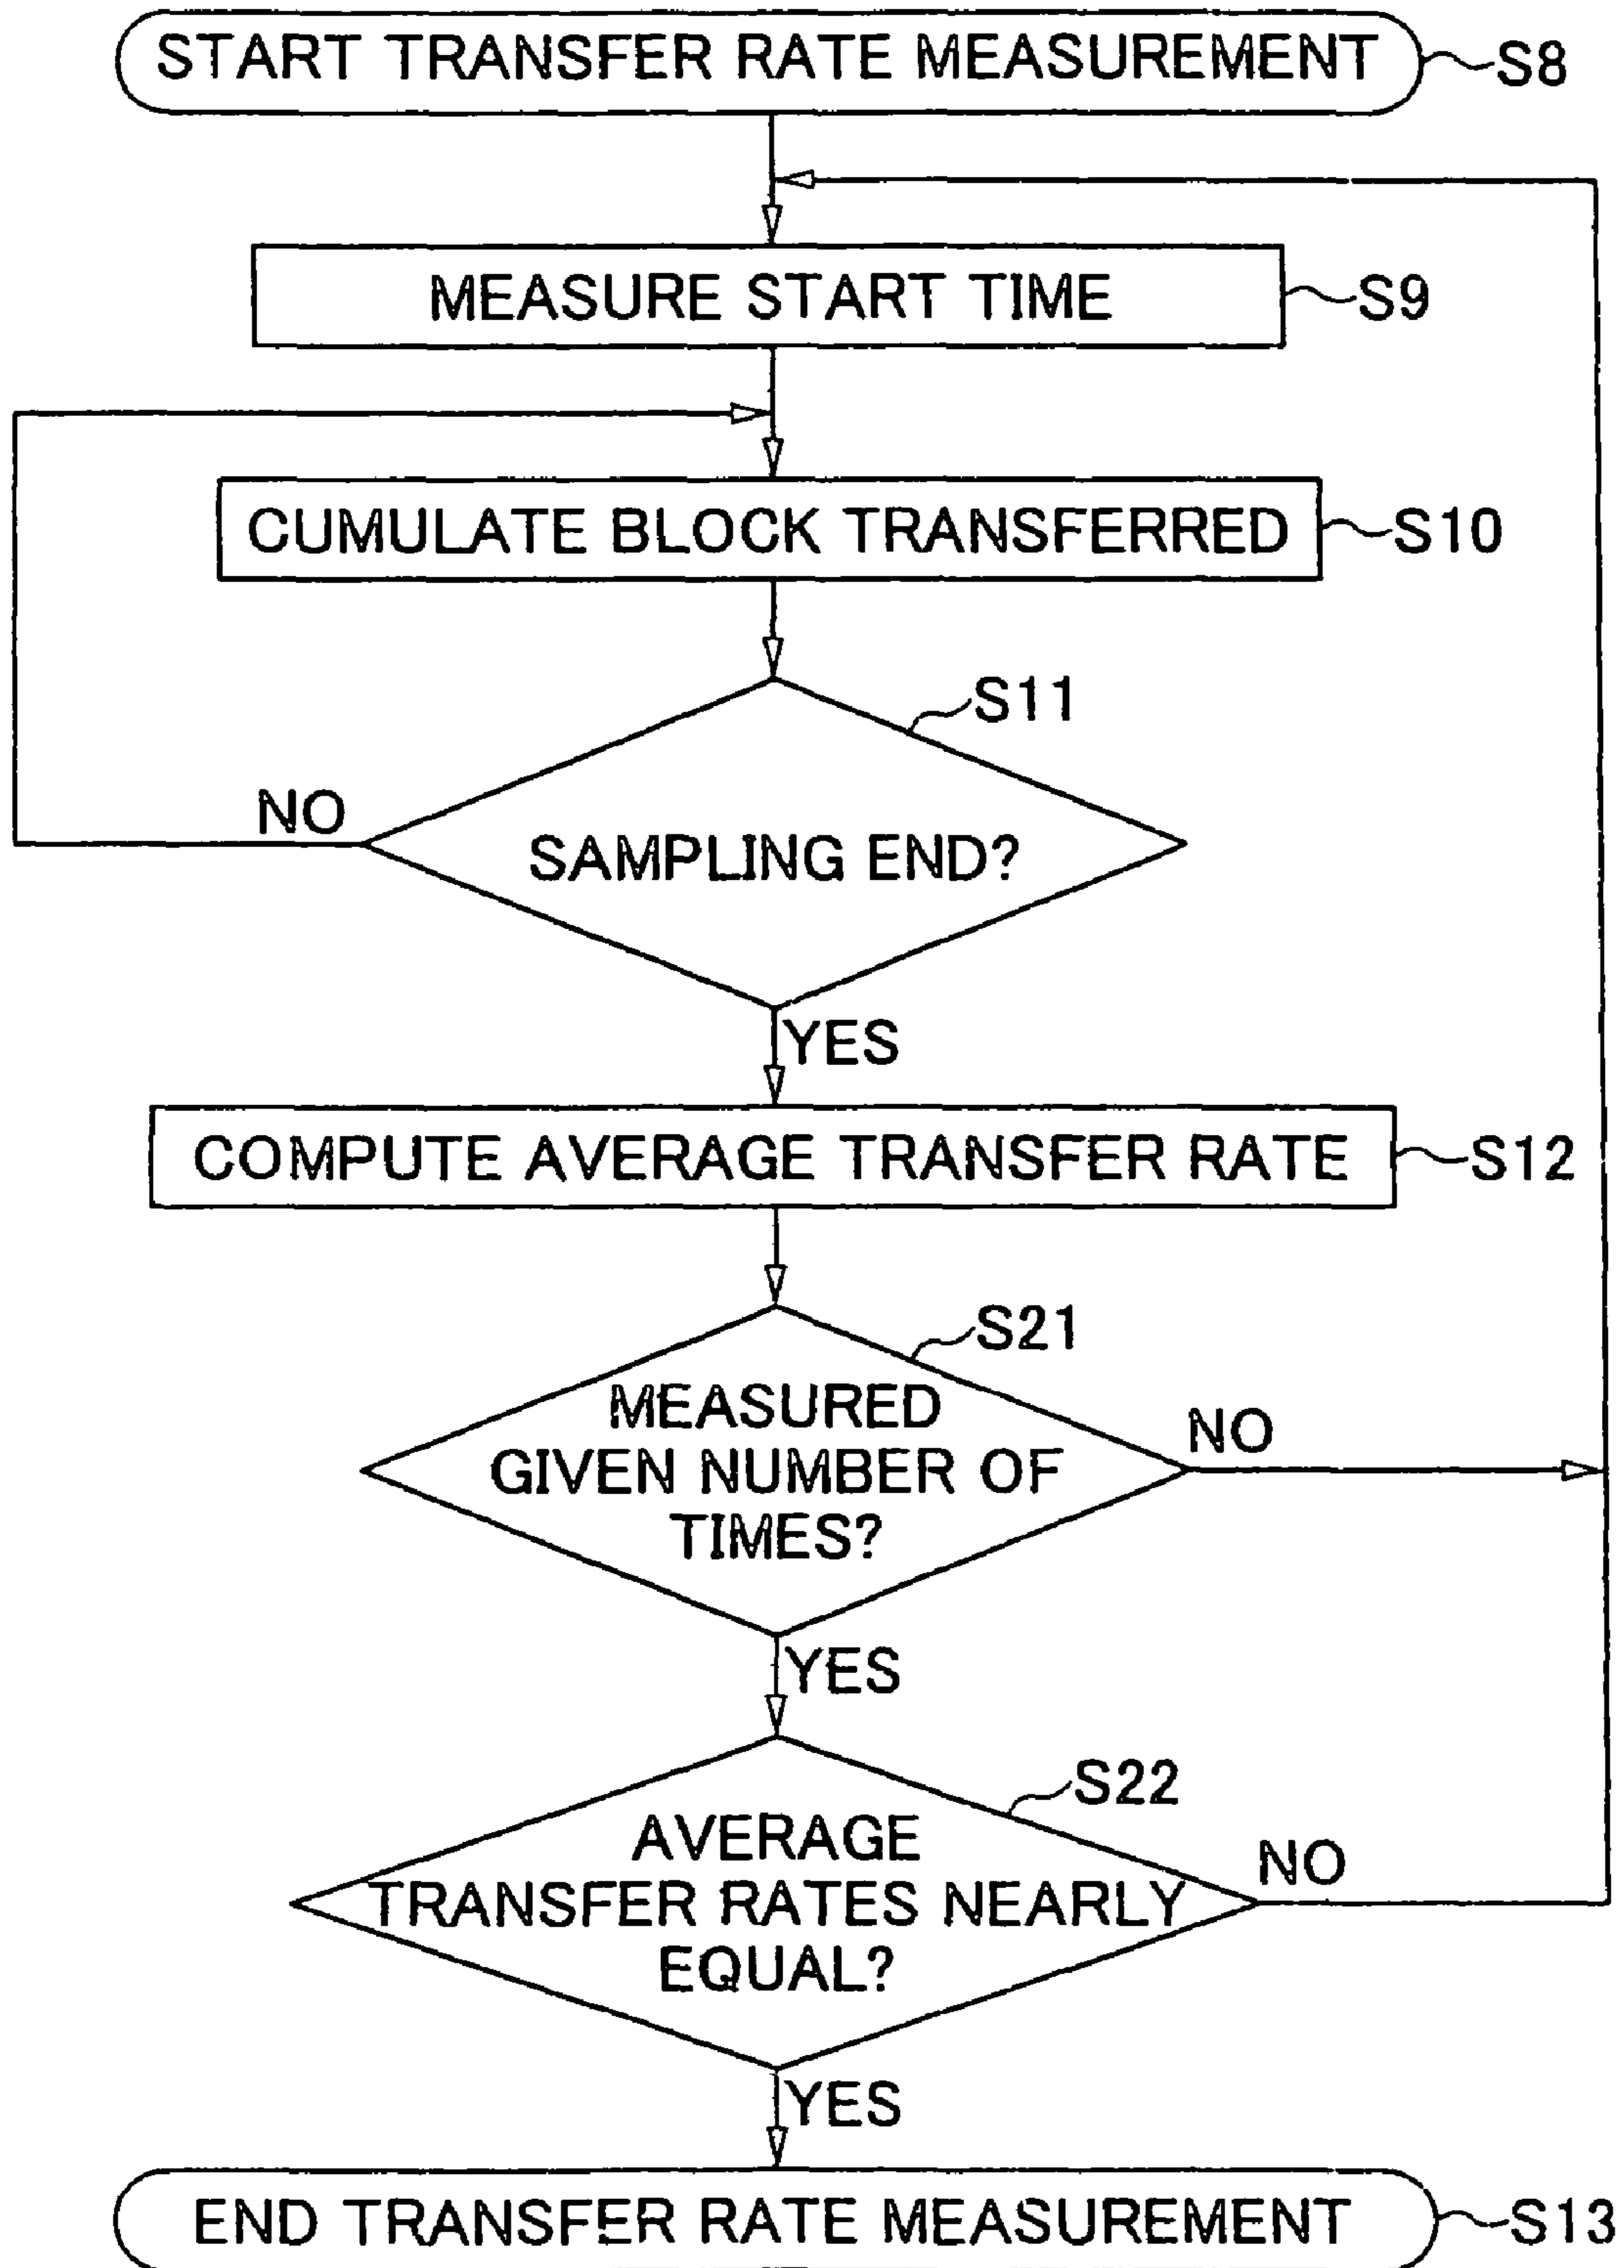 START TRANSFER RATE MEASUREMENT
S8
MEASURE START TIME
S9
CUMULATE BLOCK TRANSFERRED
S10
S11
NO
SAMPLING END?
YES
COMPUTE AVERAGE TRANSFER RATE
S12
S21
MEASURED
GIVEN NUMBER OF
TIMES?
NO
YES
S22
AVERAGE
TRANSFER RATES NEARLY
EQUAL?
NO
YES
END TRANSFER RATE MEASUREMENT
S13